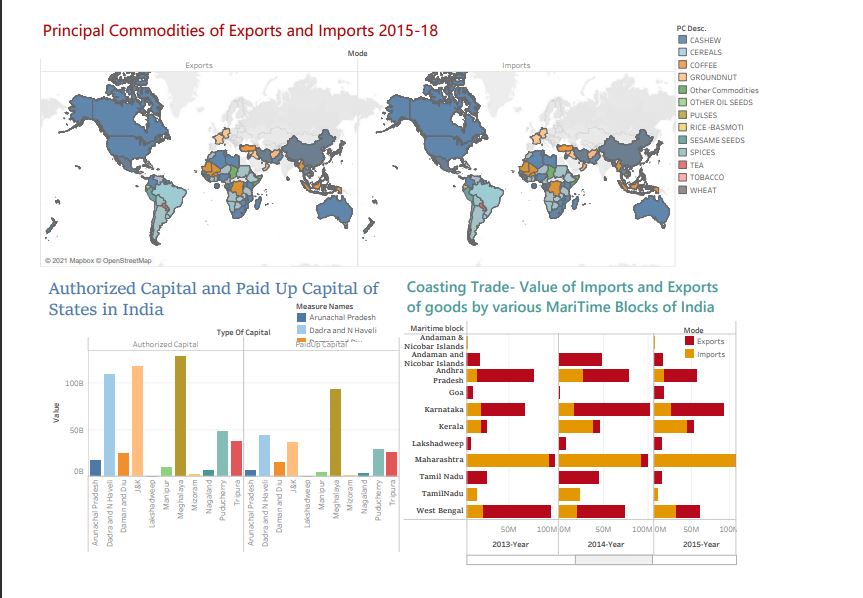 Principal Commodities of Exports and Imports 2015-18
Mode
Exports
Imports
© 2021 Mapbox © OpenStreetMap
PC Desc.
CASHEW
CEREALS
COFFEE
GROUNDNUT
Other Commodities
OTHER OIL SEEDS
PULSES
RICE -BASMOTI
SESAME SEEDS
SPICES
TEA
TOBACCO
WHEAT
Authorized Capital and Paid Up Capital of
States in India
Measure Names
Arunachal Pradesh
Dadra and N Haveli
Type Of Capital
Authorized Capital
PaidUp Capital
Value
100B
50B
0B
Arunachal Pradesh
Dadra and N Haveli
Daman and Diu
J&K
Lakshadweep
Manipur
Meghalaya
Mizoram
Nagaland
Puducherry
Tripura
Arunachal Pradesh
Dadra and N Haveli
Daman and Diu
J&K
Lakshadweep
Manipur
Meghalaya
Mizoram
Nagaland
Puducherry
Tripura
Coasting Trade- Value of Imports and Exports
of goods by various MariTime Blocks of India
Maritime block
Mode
Exports
Imports
Andaman &
Nicobar Islands
Andaman and
Nicobar Islands
Andhra
Pradesh
Goa
Karnataka
Kerala
Lakshadweep
Maharashtra
Tamil Nadu
TamilNadu
West Bengal
50M 100M 0M 50M 100M 0M 50M 100M
2013-Year 2014-Year 2015-Year